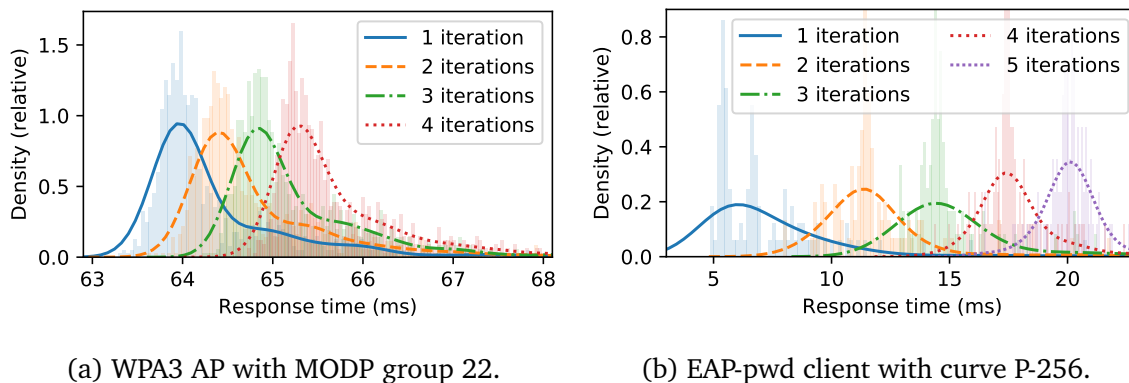 1.5
1.0
0.5
0.0
Density (relative)
1 iteration
2 iterations
3 iterations
4 iterations
63 64 65 66 67 68
Response time (ms)
(a) WPA3 AP with MODP group 22.
0.8
0.6
0.4
0.2
0.0
Density (relative)
1 iteration
2 iterations
3 iterations
4 iterations
5 iterations
5 10 15 20
Response time (ms)
(b) EAP-pwd client with curve P-256.